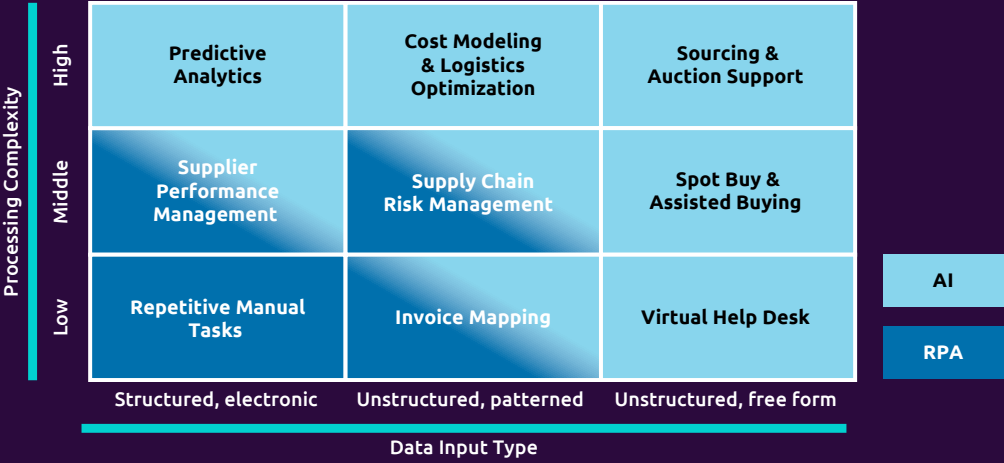 Processing Complexity
High
Predictive
Analytics
Cost Modeling
& Logistics
Optimization
Sourcing &
Auction Support
Middle
Supplier
Performance
Management
Supply Chain
Risk Management
Spot Buy &
Assisted Buying
Low
Repetitive Manual
Tasks
Invoice Mapping
Virtual Help Desk
AI
RPA
Structured, electronic
Unstructured, patterned
Unstructured, free form
Data Input Type